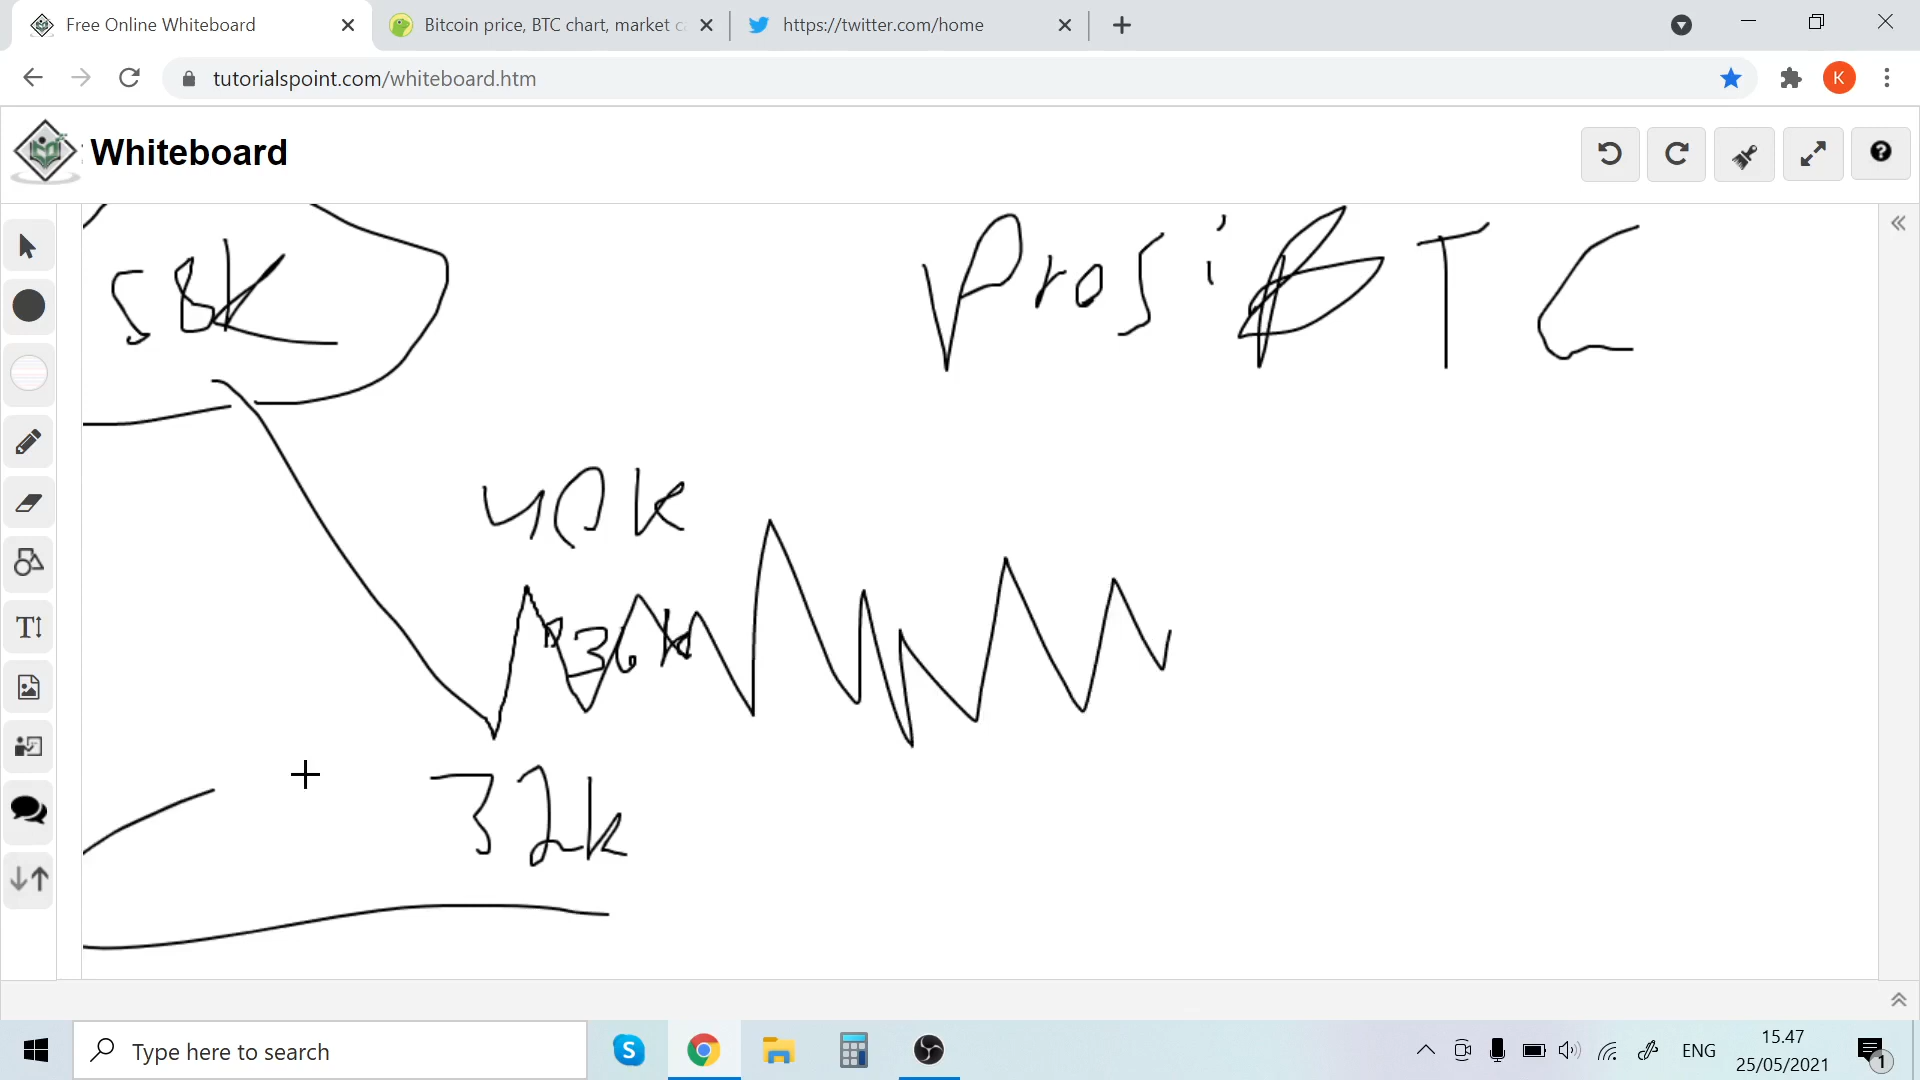 Free Online Whiteboard
Bitcoin price, BTC chart, market c
https://twitter.com/home
tutorialspoint.com/whiteboard.htm
K
Whiteboard
58k
Prosi BTC
40k
36k
32k
Type here to search
ENG
15.47
25/05/2021
1